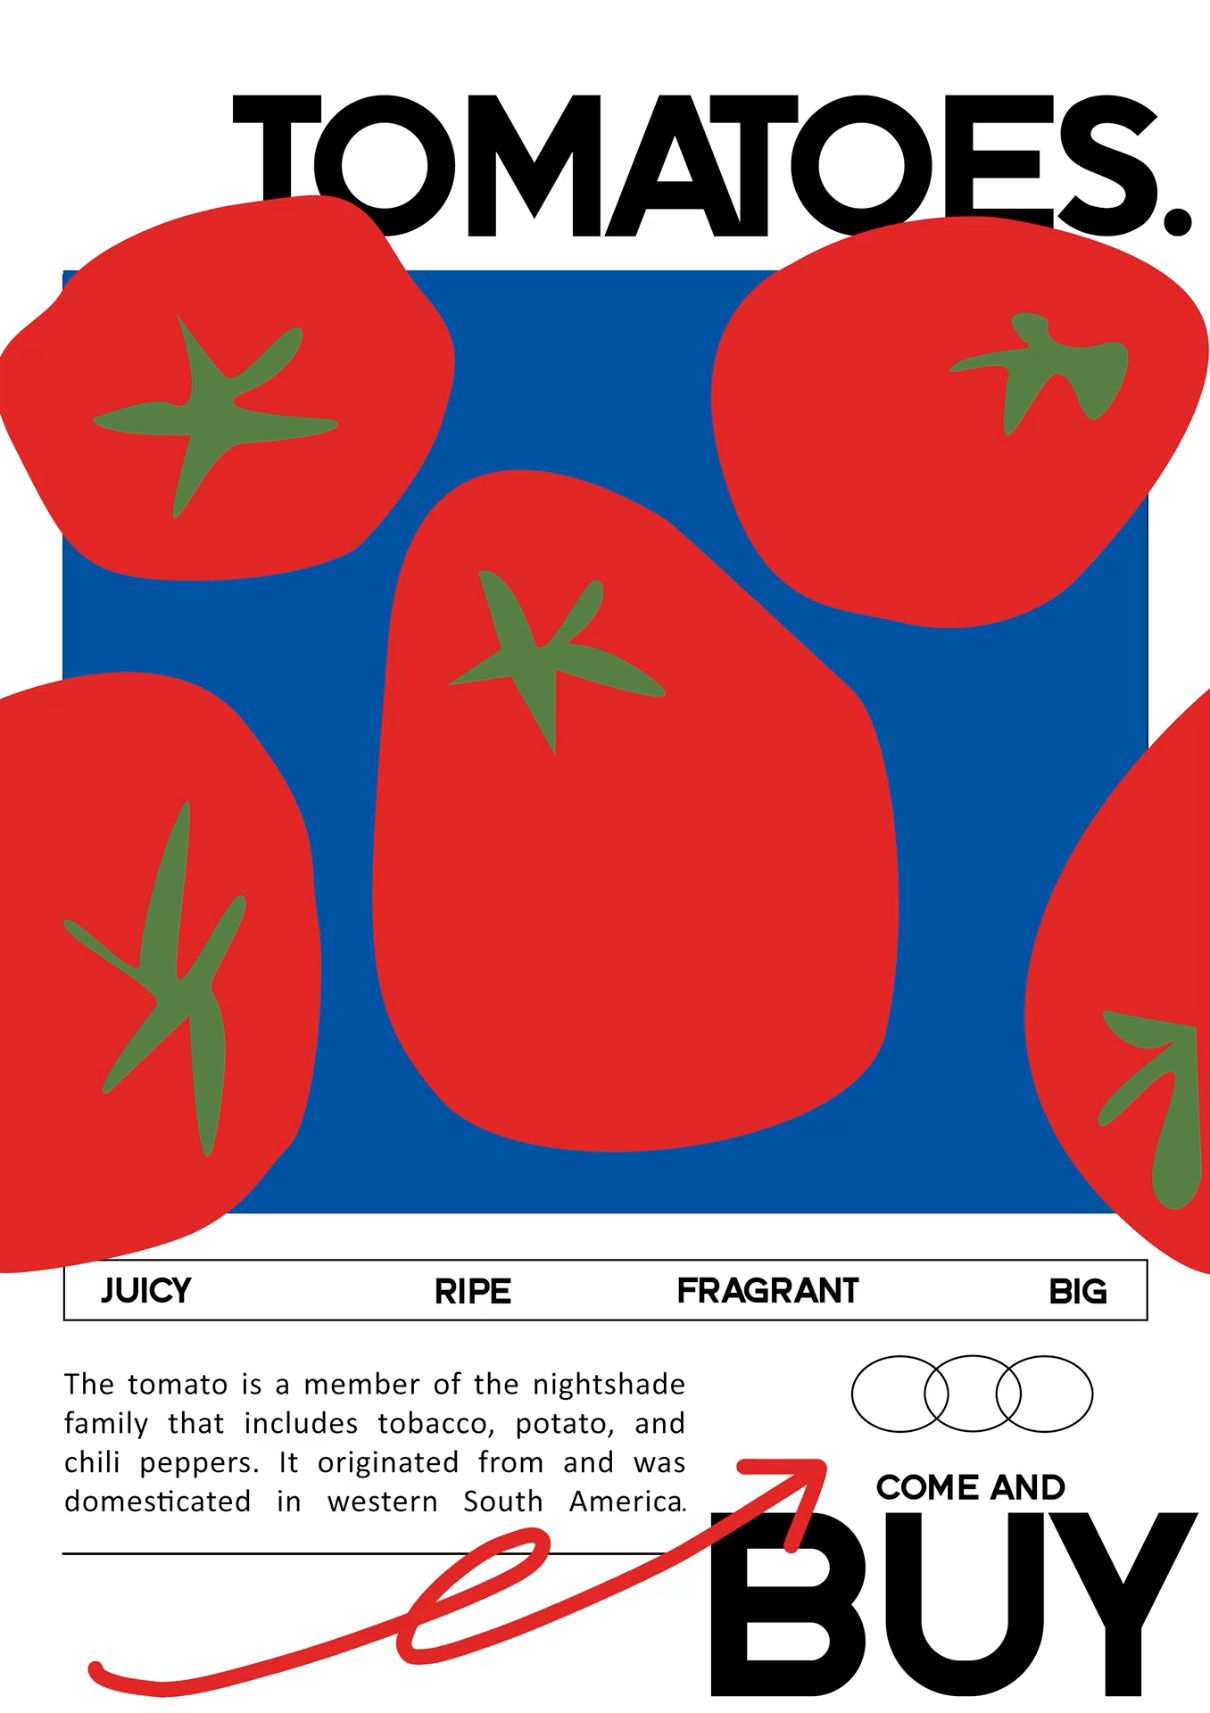 TOMATOES.
JUICY RIPE FRAGRANT BIG
The tomato is a member of the nightshade
family that includes tobacco, potato, and
chili peppers. It originated from and was
domesticated in western South America.
COME AND
BUY